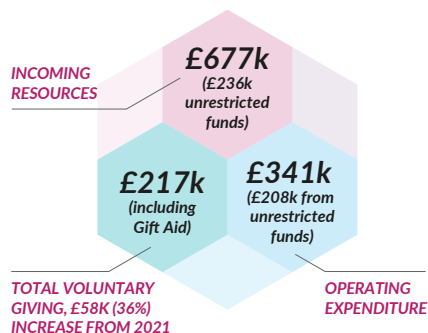 INCOMING
RESOURCES
£677k
(£236k
unrestricted
funds)
£217k
(including
Gift Aid)
£341k
(£208k from
unrestricted
funds)
TOTAL VOLUNTARY
GIVING, £58K (36%)
INCREASE FROM 2021
OPERATING
EXPENDITURE